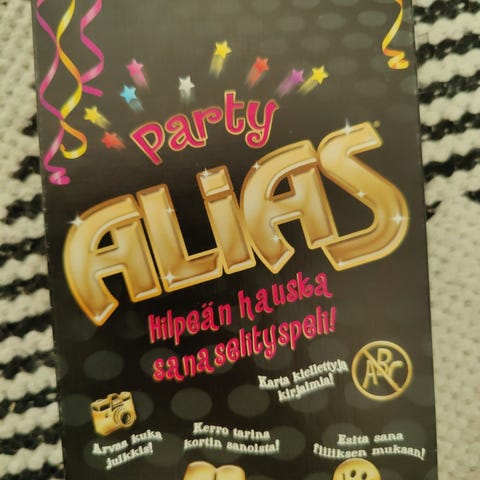 Party
ALiAS
Hilpeän hauska
sanaselityspeli!
Karta kiellettyjä
kirjaimia!
ABC
Arvaa kuka
julkkis!
Kerro tarina
kortin sanoista!
Esitä sana
fiiliksen mukaan!